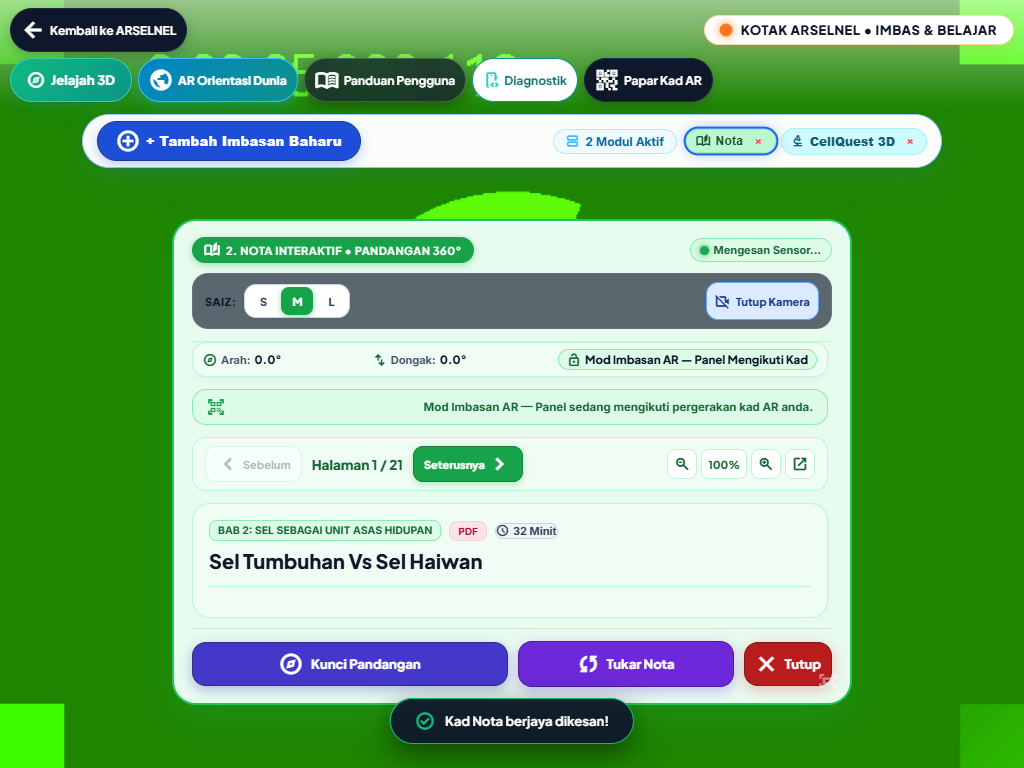 Kembali ke ARSELNEL
KOTAK ARSELNEL ● IMBAS & BELAJAR
Jelajah 3D
AR Orientasi Dunia
Panduan Pengguna
Diagnostik
Papar Kad AR
+ Tambah Imbasan Baharu
2 Modul Aktif
Nota ×
CellQuest 3D ×
2. NOTA INTERAKTIF ● PANDANGAN 360°
Mengesan Sensor...
SAIZ: S M L
Tutup Kamera
Arah: 0.0°
Dongak: 0.0°
Mod Imbasan AR — Panel Mengikuti Kad
Mod Imbasan AR — Panel sedang mengikuti pergerakan kad AR anda.
Sebelum
Halaman 1 / 21
Seterusnya
100%
BAB 2: SEL SEBAGAI UNIT ASAS HIDUPAN
PDF
32 Minit
Sel Tumbuhan Vs Sel Haiwan
Kunci Pandangan
Tukar Nota
Tutup
Kad Nota berjaya dikesan!